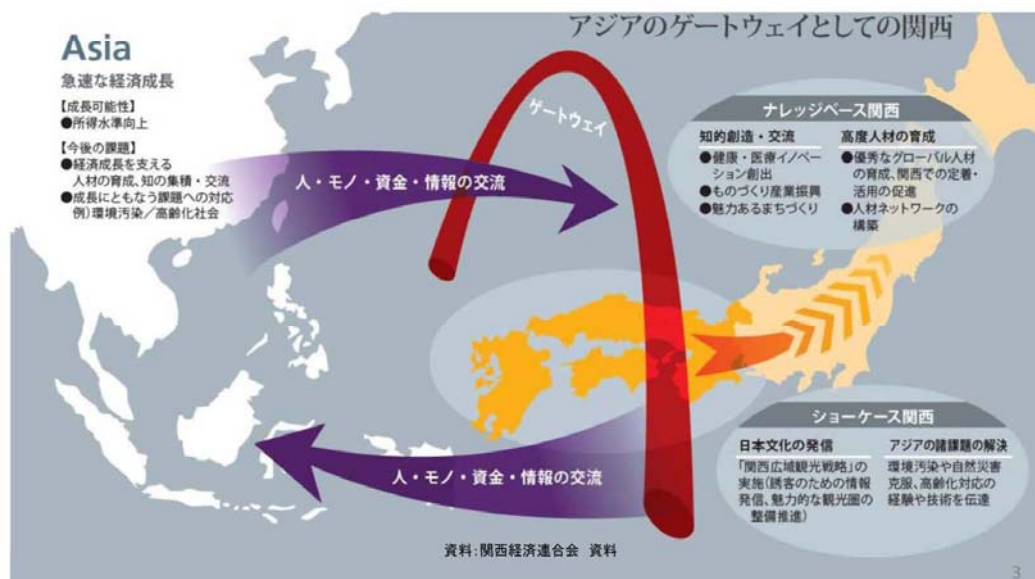 アジアのゲートウェイとしての関西
Asia
急速な経済成長
【成長可能性】
●所得水準向上
【今後の課題】
●経済成長を支える
人材の育成、知の集積・交流
●成長にともなう課題への対応
例)環境汚染／高齢化社会
ゲートウェイ
人・モノ・資金・情報の交流
ナレッジベース関西
知的創造・交流
●健康・医療イノベー
ション創出
●ものづくり産業振興
●魅力あるまちづくり
高度人材の育成
●優秀なグローバル人材
の育成、関西での定着・
活用の促進
●人材ネットワークの
構築
人・モノ・資金・情報の交流
ショーケース関西
日本文化の発信
「関西広域観光戦略」の
実施(誘客のための情報
発信、魅力的な観光圏の
整備推進)
アジアの諸課題の解決
環境汚染や自然災害
克服、高齢化対応の
経験や技術を伝達
資料:関西経済連合会 資料
3